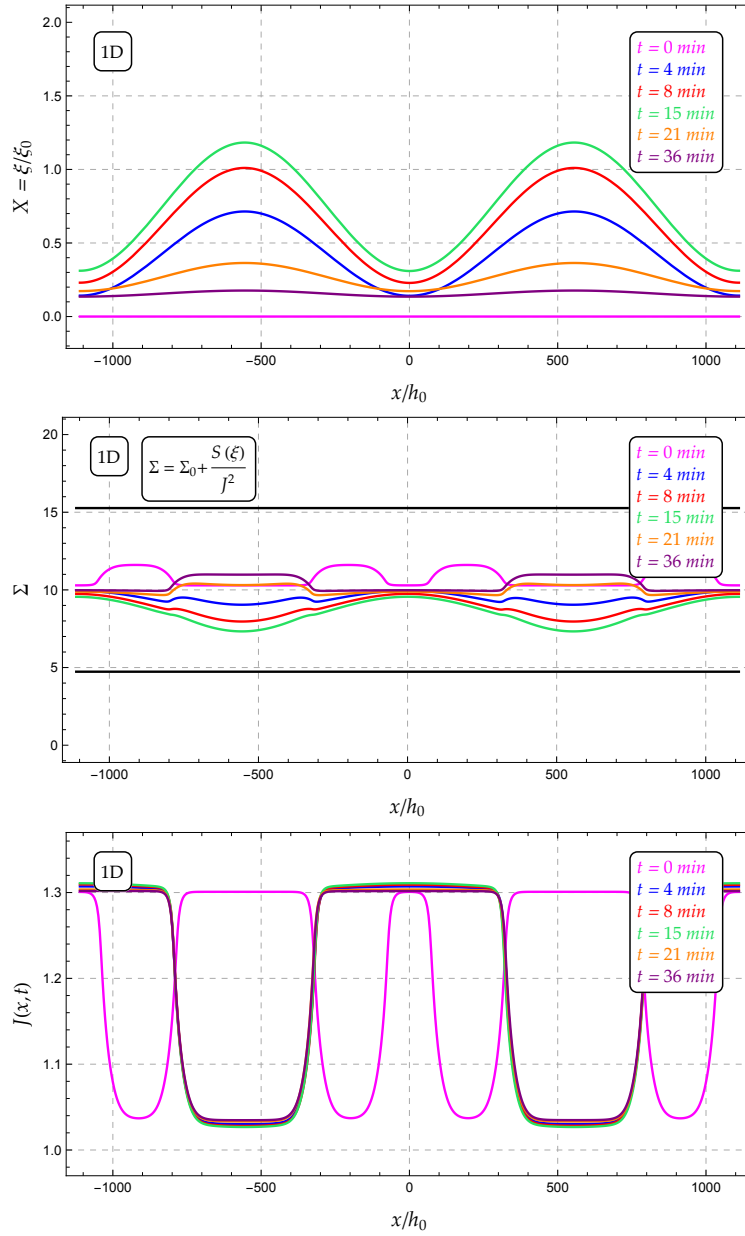 2.0
1D
t = 0 min
t = 4 min
t = 8 min
t = 15 min
t = 21 min
t = 36 min
1.5
1.0
0.5
0.0
X = ξ/ξ0
−1000 −500 0 500 1000
x/h0
20
1D
Σ = Σ0+ S (ξ) / J^2
t = 0 min
t = 4 min
t = 8 min
t = 15 min
t = 21 min
t = 36 min
15
10
5
0
Σ
−1000 −500 0 500 1000
x/h0
1D
t = 0 min
t = 4 min
t = 8 min
t = 15 min
t = 21 min
t = 36 min
1.3
1.2
1.1
1.0
J(x,t)
−1000 −500 0 500 1000
x/h0